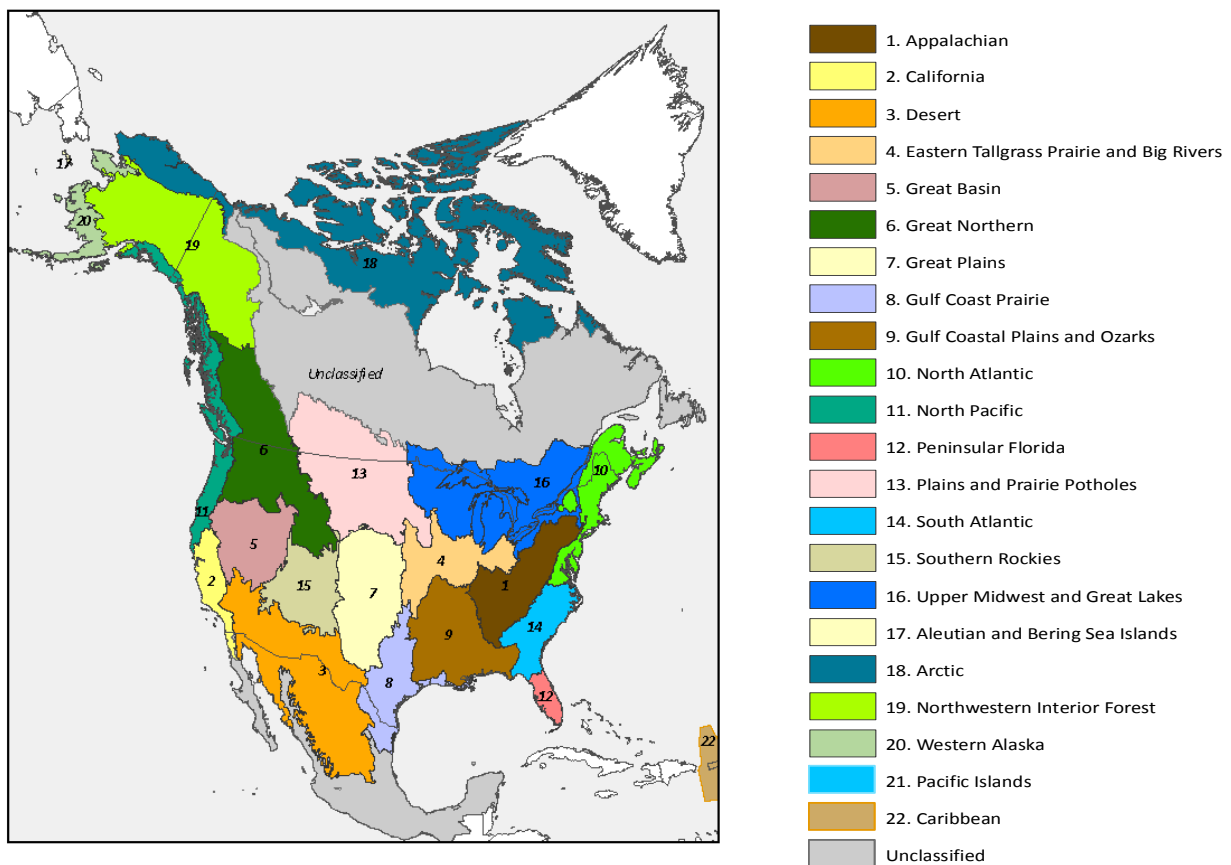 17
20
19
18
Unclassified
6
13
10
16
11
5
4
2
15
7
1
9
14
3
8
12
22
1. Appalachian
2. California
3. Desert
4. Eastern Tallgrass Prairie and Big Rivers
5. Great Basin
6. Great Northern
7. Great Plains
8. Gulf Coast Prairie
9. Gulf Coastal Plains and Ozarks
10. North Atlantic
11. North Pacific
12. Peninsular Florida
13. Plains and Prairie Potholes
14. South Atlantic
15. Southern Rockies
16. Upper Midwest and Great Lakes
17. Aleutian and Bering Sea Islands
18. Arctic
19. Northwestern Interior Forest
20. Western Alaska
21. Pacific Islands
22. Caribbean
Unclassified